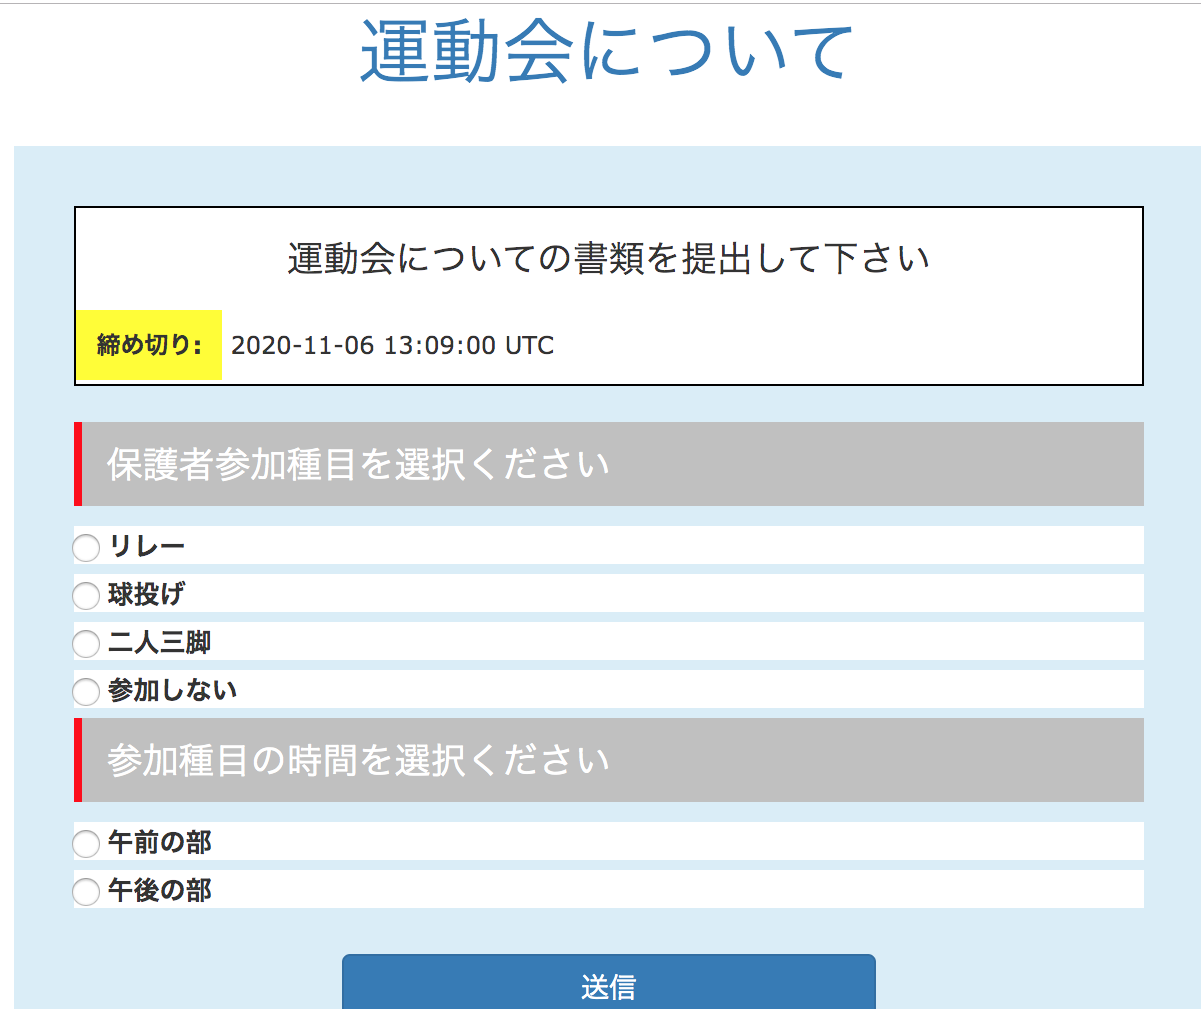 運動会について
運動会についての書類を提出して下さい
締め切り: 2020-11-06 13:09:00 UTC
保護者参加種目を選択ください
リレー
球投げ
二人三脚
参加しない
参加種目の時間を選択ください
午前の部
午後の部
送信